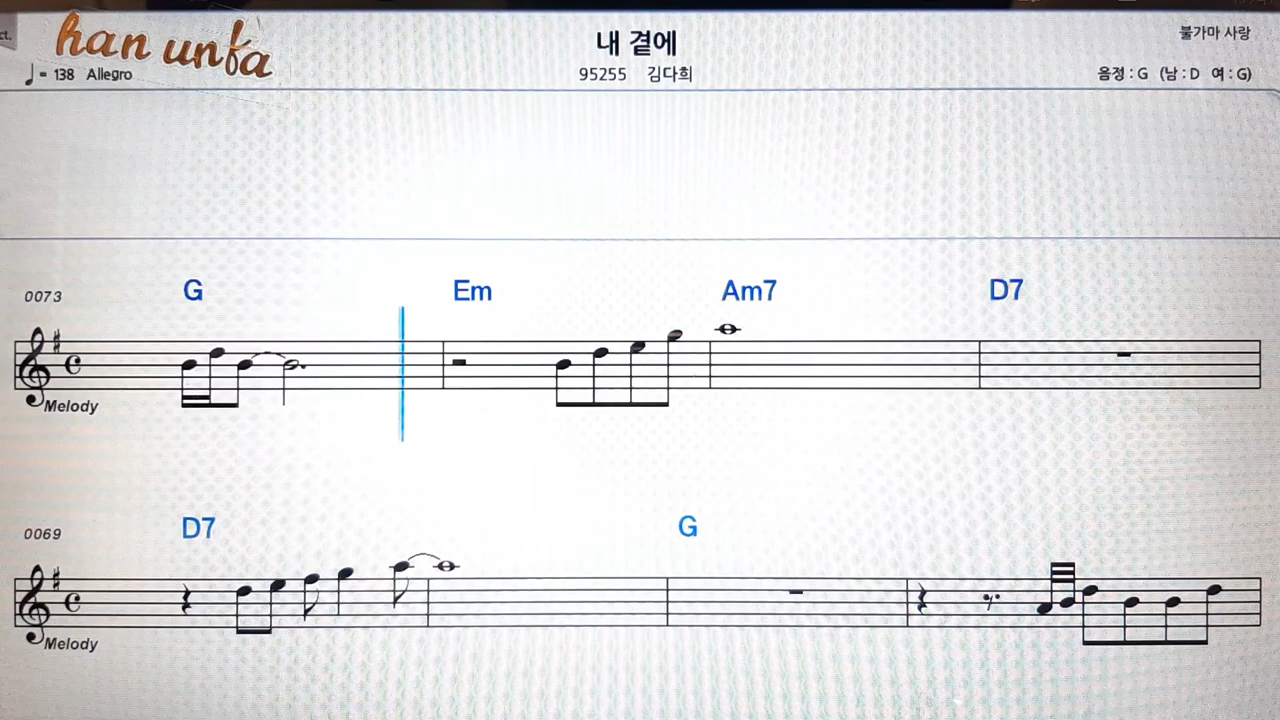 ct.
han unfa
내 곁에
불가마 사랑
♩ = 138 Allegro
95255 김다희
음정 : G (남 : D 여 : G)
G Em Am7 D7
0073
Melody
D7 G
0069
Melody